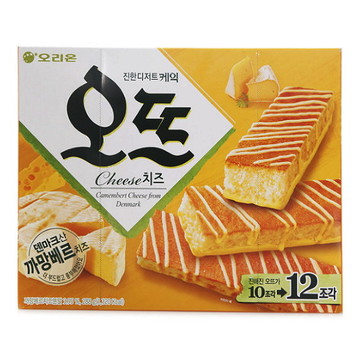 오리온
진한 디저트 케익
오뜨
Cheese 치즈
Camembert Cheese from
Denmark
덴마크산
까망베르 치즈
진해진 오뜨가
10조각→12조각